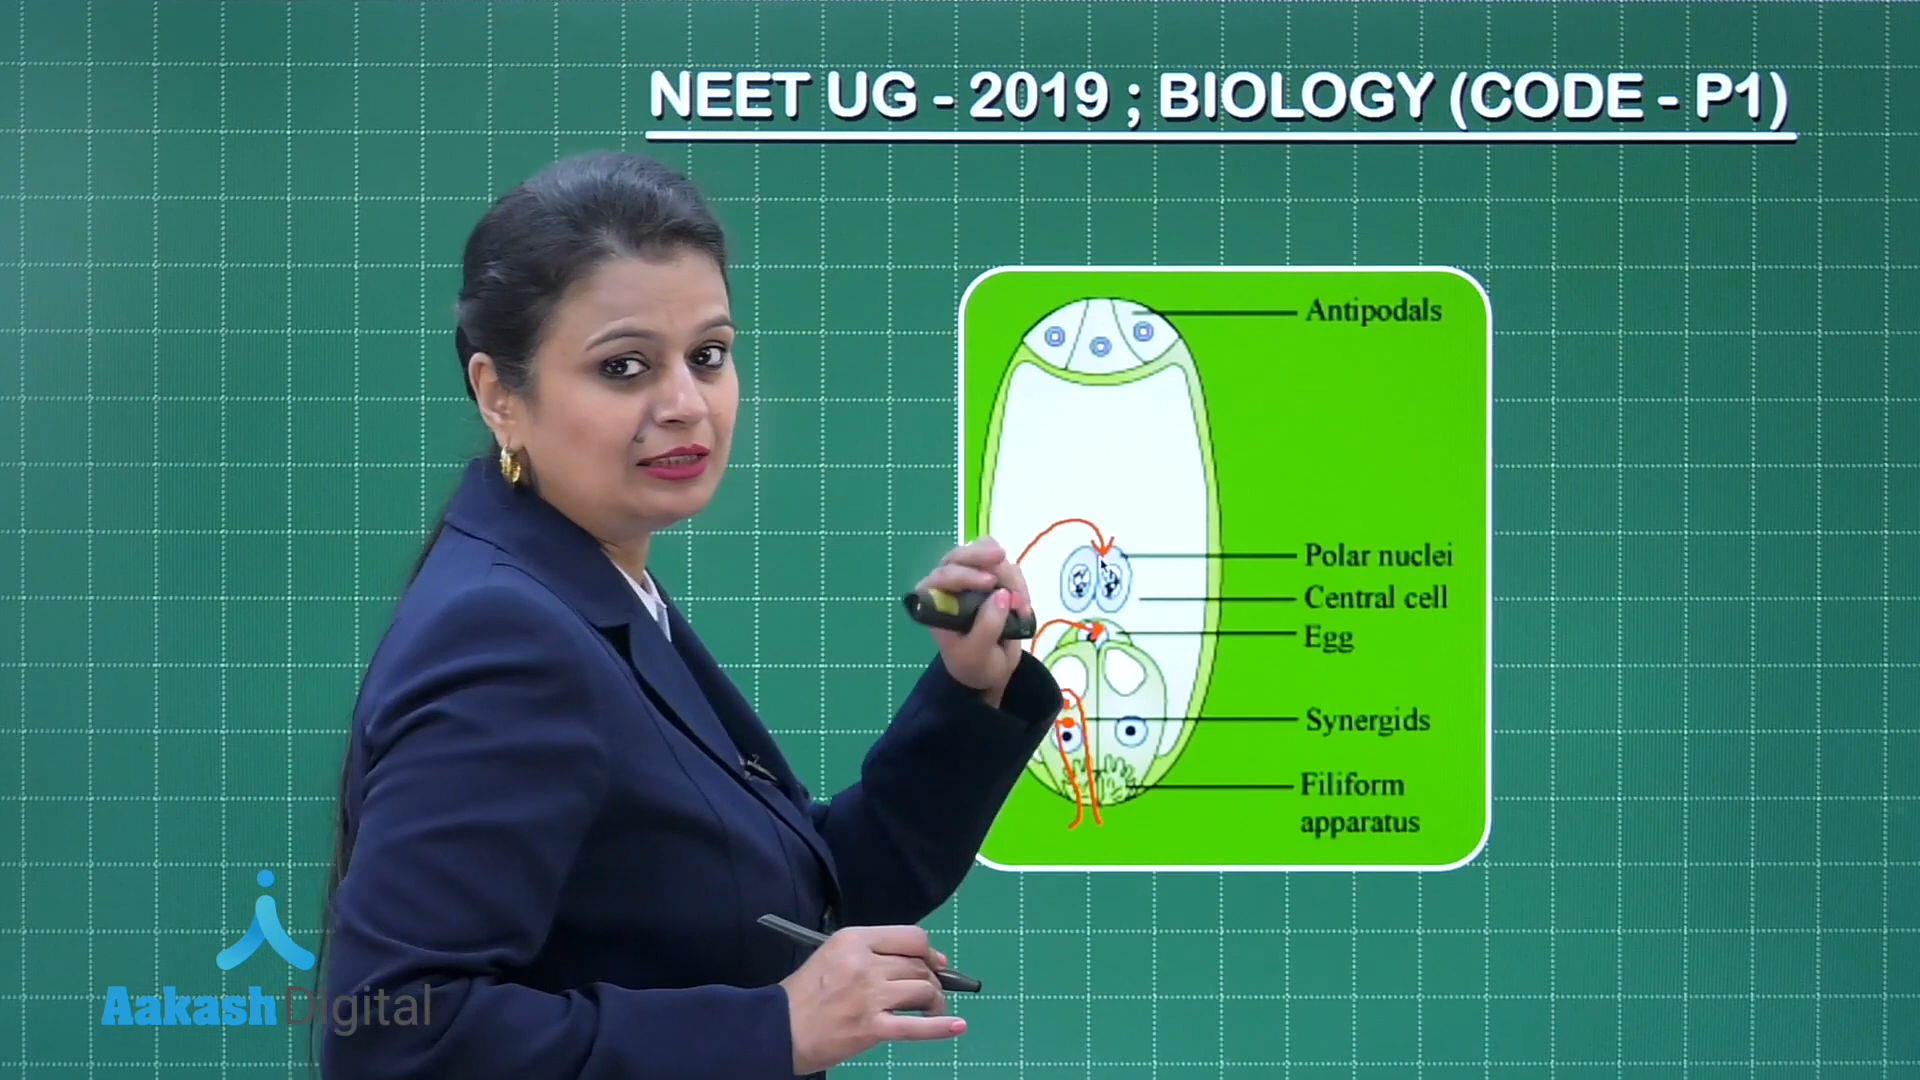 NEET UG - 2019 ; BIOLOGY (CODE - P1)
Antipodals
Polar nuclei
Central cell
Egg
Synergids
Filiform
apparatus
Aakash Digital